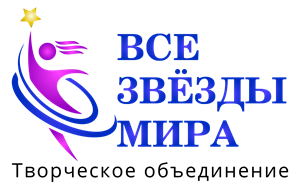 ВСЕ
ЗВЁЗДЫ
МИРА
Творческое объединение